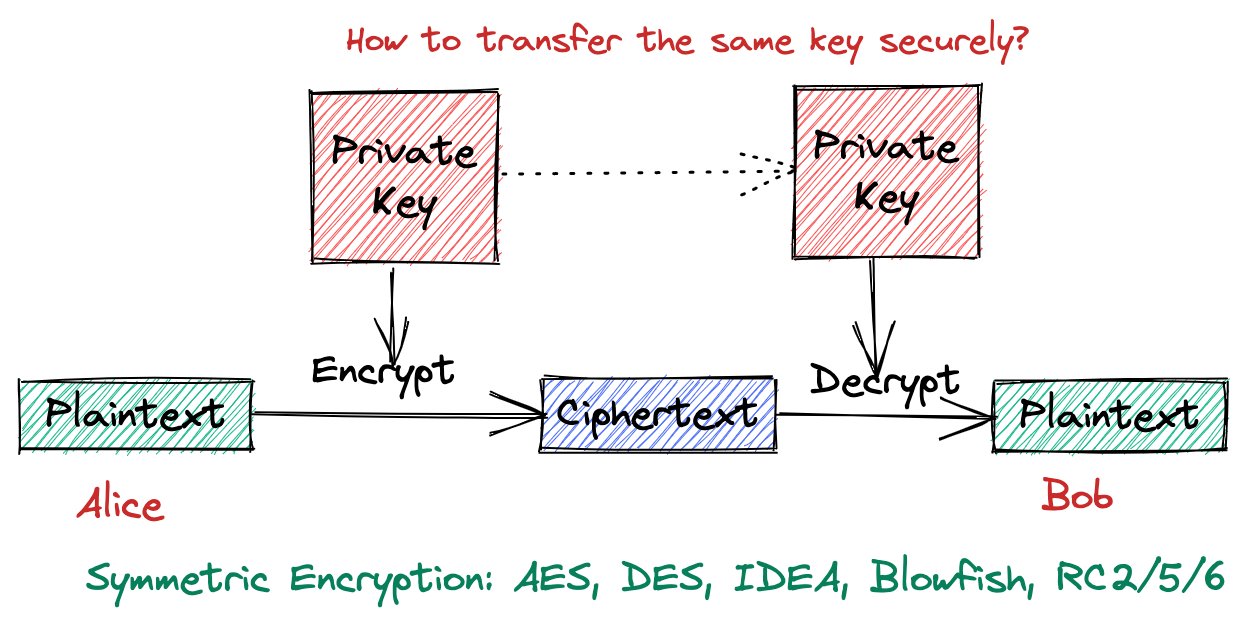 How to transfer the same key securely?
Private
Key
Private
Key
Encrypt
Decrypt
Plaintext
Ciphertext
Plaintext
Alice
Bob
Symmetric Encryption: AES, DES, IDEA, Blowfish, RC2/5/6